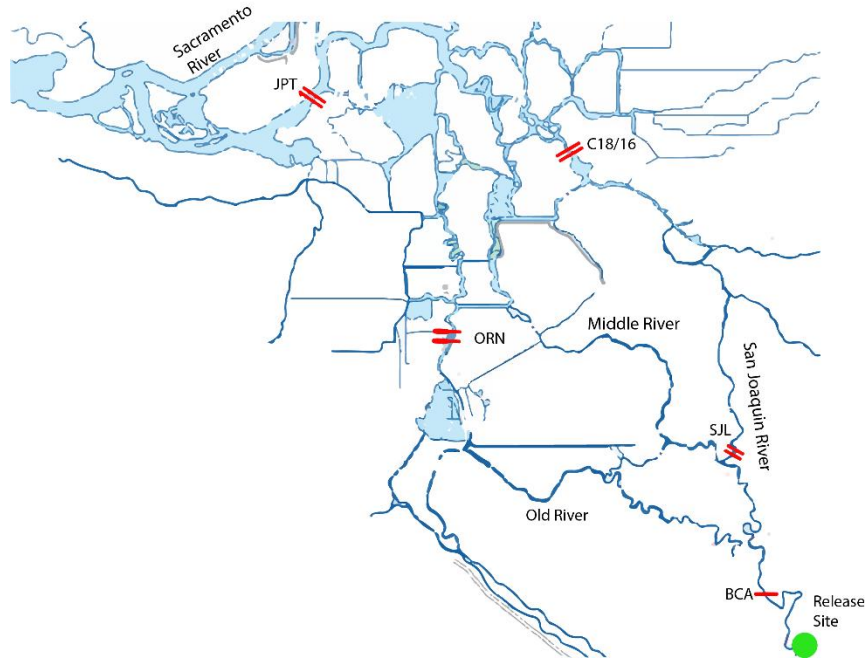 Sacramento
River
JPT
C18/16
ORN
Middle River
San Joaquin River
SJL
Old River
BCA
Release
Site